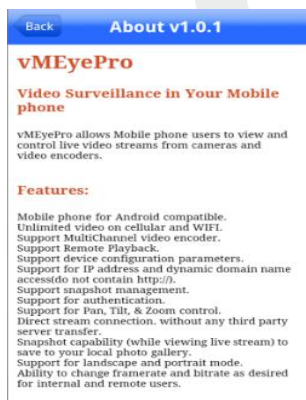 Back About v1.0.1
vMEyePro
Video Surveillance in Your Mobile
phone
vMEyePro allows Mobile phone users to view and
control live video streams from cameras and
video encoders.
Features:
Mobile phone for Android compatible.
Unlimited video on cellular and WIFI.
Support MultiChannel video encoder.
Support Remote Playback.
Support device configuration parameters.
Support for IP address and dynamic domain name
access(do not contain http://).
Support snapshot management.
Support for authentication.
Support for Pan, Tilt, & Zoom control.
Direct stream connection. without any third party
server transfer.
Snapshot capability (while viewing live stream) to
save to your local photo gallery.
Support for landscape and portrait mode.
Ability to change framerate and bitrate as desired
for internal and remote users.